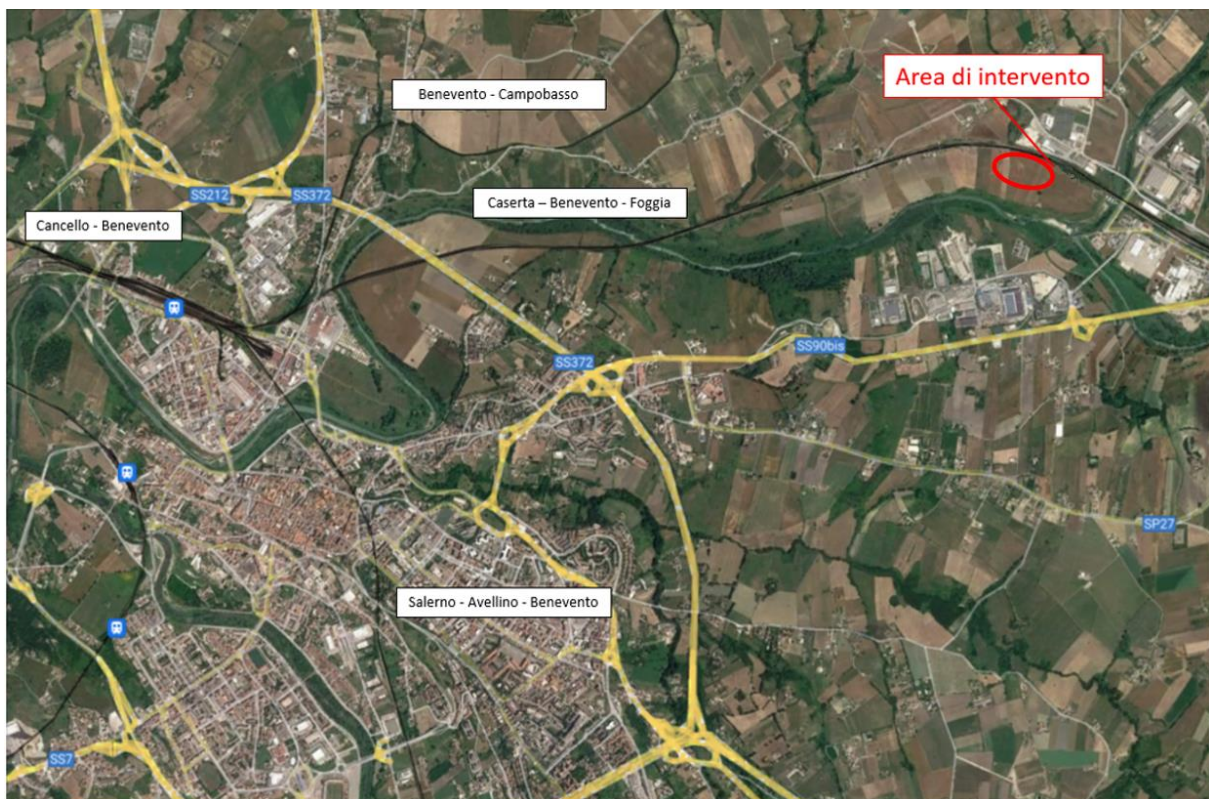 Area di intervento
Benevento - Campobasso
SS212
SS372
Caserta – Benevento - Foggia
Cancello - Benevento
SS90bis
SS372
SP27
Salerno - Avellino - Benevento
SS7